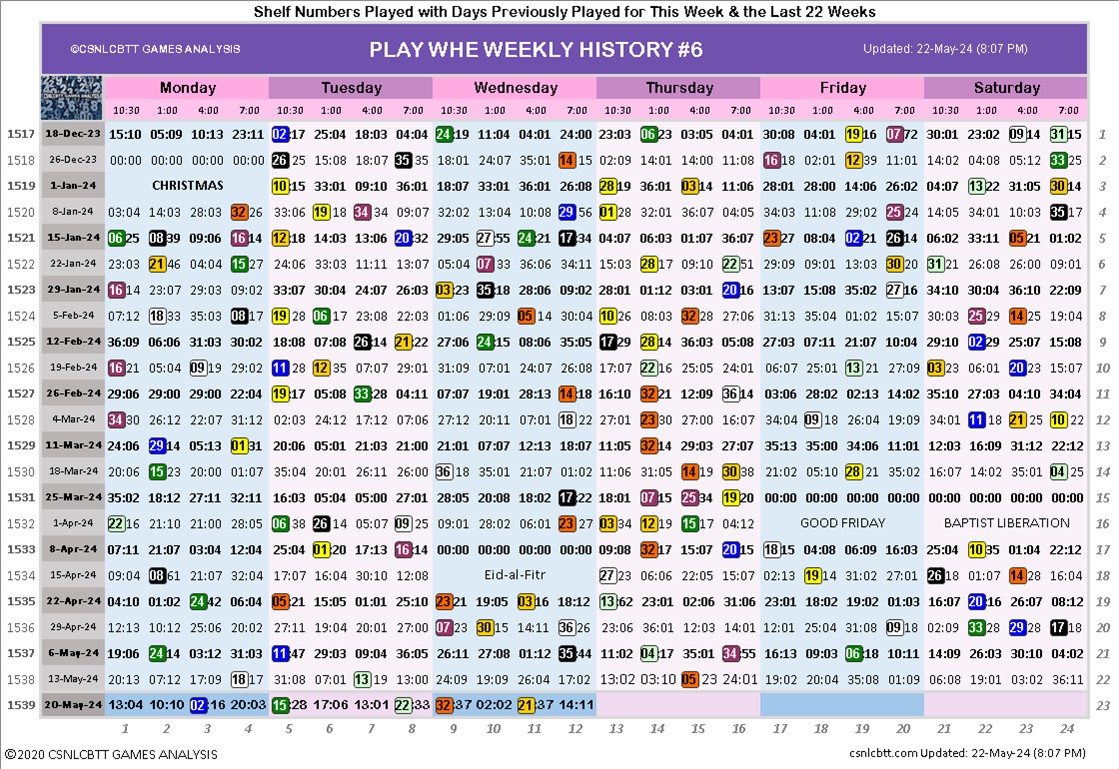 Shelf Numbers Played with Days Previously Played for This Week & the Last 22 Weeks
©CSNLCBTT GAMES ANALYSIS PLAY WHE WEEKLY HISTORY #6 Updated: 22-May-24 (8:07 PM)
Monday Tuesday Wednesday Thursday Friday Saturday
10:30 1:00 4:00 7:00 10:30 1:00 4:00 7:00 10:30 1:00 4:00 7:00 10:30 1:00 4:00 7:00 10:30 1:00 4:00 7:00 10:30 1:00 4:00 7:00
1517 18-Dec-23 15:10 05:09 10:13 23:11 02:17 25:04 18:03 04:04 24:19 11:04 04:01 24:00 23:03 06:23 03:05 04:01 30:08 04:01 19:16 07:72 30:01 23:02 09:14 31:15 1
1518 26-Dec-23 00:00 00:00 00:00 00:00 26:25 15:08 18:07 35:35 18:01 24:07 35:01 14:15 02:09 14:01 14:00 11:08 16:18 02:01 12:39 11:01 14:02 04:08 05:12 33:25 2
1519 1-Jan-24 CHRISTMAS 10:15 33:01 09:10 36:01 18:07 33:01 36:01 26:08 28:19 36:01 03:14 11:06 28:01 28:00 14:06 26:02 04:07 13:22 31:05 30:14 3
1520 8-Jan-24 03:04 14:03 28:03 32:26 33:06 19:18 34:34 09:07 32:02 13:04 10:08 29:56 01:28 32:01 36:07 04:05 34:03 11:08 29:02 25:24 14:05 34:01 10:03 35:17 4
1521 15-Jan-24 06:25 08:39 09:06 16:14 12:18 14:03 13:06 20:32 29:05 27:55 24:21 17:34 04:07 06:03 01:06 36:07 23:27 08:04 02:21 26:14 06:02 33:11 05:21 01:02 5
1522 22-Jan-24 23:03 21:46 04:04 15:27 24:06 33:03 11:11 13:07 05:04 07:33 36:06 34:11 15:03 28:17 09:10 22:51 29:09 09:01 13:03 30:20 31:21 26:08 26:00 09:01 6
1523 29-Jan-24 16:14 23:07 29:03 09:02 33:07 30:04 24:07 26:03 03:23 35:18 28:06 09:02 28:01 01:12 03:01 20:16 13:07 15:08 35:02 27:16 34:10 30:04 36:10 22:09 7
1524 5-Feb-24 07:12 18:33 35:03 08:17 19:28 06:17 23:08 22:03 01:06 29:09 05:14 30:04 10:26 08:03 32:28 27:06 31:13 35:04 01:02 15:07 30:03 25:29 14:25 19:04 8
1525 12-Feb-24 36:09 06:06 31:03 30:02 18:08 07:08 26:14 21:22 27:06 24:15 08:06 35:05 17:29 28:14 36:03 05:08 27:03 07:11 21:07 10:04 29:10 02:29 25:07 15:08 9
1526 19-Feb-24 16:21 05:04 09:19 29:02 11:28 12:35 07:07 29:01 24:06 36:06 28:09 13:26 17:07 22:16 25:05 24:01 06:07 25:01 13:21 27:09 03:23 06:01 20:23 15:07 10
1527 26-Feb-24 29:06 29:00 29:00 22:04 19:17 05:08 33:28 04:11 07:07 19:01 28:13 14:18 16:10 32:21 12:09 36:14 03:06 28:02 02:13 14:02 35:10 27:03 04:10 34:04 11
1528 4-Mar-24 34:30 26:12 22:07 31:12 02:03 24:12 17:12 07:06 27:12 20:11 07:02 18:22 27:01 23:30 27:00 16:07 34:04 09:18 26:04 19:09 34:01 11:18 21:25 10:22 12
1529 11-Mar-24 24:06 29:14 05:13 01:31 20:06 05:01 21:03 21:00 21:01 07:07 12:13 18:07 11:05 32:14 29:03 27:07 35:13 35:00 14:06 11:01 12:03 16:09 31:12 22:12 13
1530 18-Mar-24 20:06 15:23 20:00 01:07 35:04 20:01 26:11 26:00 36:18 35:01 21:07 01:02 11:06 31:05 14:19 30:38 21:02 05:10 28:21 35:02 16:07 14:02 35:01 04:25 14
1531 25-Mar-24 35:02 18:12 27:11 32:11 16:03 05:04 05:00 27:01 28:05 20:08 18:02 17:22 18:01 07:15 25:34 19:20 00:00 00:00 00:00 00:00 00:00 00:00 00:00 00:00 15
1532 1-Apr-24 22:16 21:10 21:00 28:05 06:38 26:14 05:07 09:25 09:01 28:02 06:01 23:27 03:34 12:19 15:17 04:12 GOOD FRIDAY BAPTIST LIBERATION 16
1533 8-Apr-24 07:11 21:07 03:04 12:04 25:04 01:20 17:13 16:14 00:00 00:00 00:00 00:00 09:08 32:17 15:07 20:15 18:15 04:08 06:09 16:03 25:04 10:35 01:04 22:12 17
1534 15-Apr-24 09:04 08:61 21:07 32:04 17:07 16:04 30:10 12:08 Eid-al-Fitr 27:23 06:06 22:05 15:07 02:13 19:14 31:02 27:01 26:18 01:07 14:28 16:04 18
1535 22-Apr-24 04:10 01:02 24:42 06:04 05:21 15:05 01:01 25:10 23:21 19:05 03:16 18:12 13:62 23:01 02:06 31:06 23:01 18:02 19:02 01:03 16:07 20:16 26:07 08:12 19
1536 29-Apr-24 12:13 10:12 25:06 20:02 27:11 19:04 20:01 27:00 07:23 30:15 14:11 36:26 23:06 36:01 12:03 14:01 12:01 25:04 31:08 09:18 02:09 33:28 29:28 17:18 20
1537 6-May-24 19:06 24:14 03:12 31:03 11:47 29:03 09:04 36:05 26:11 27:08 01:12 35:44 11:02 04:17 35:01 34:55 16:13 09:03 06:18 10:11 14:09 26:03 30:10 04:02 21
1538 13-May-24 20:13 07:12 17:09 18:17 31:08 07:01 13:19 13:00 24:09 19:09 26:04 17:02 13:02 03:10 05:23 24:01 19:02 20:04 35:08 01:09 06:08 19:01 03:02 36:11 22
1539 20-May-24 13:04 10:10 02:16 20:03 15:28 17:06 13:01 22:33 32:37 02:02 21:37 14:11 23
1 2 3 4 5 6 7 8 9 10 11 12 13 14 15 16 17 18 19 20 21 22 23 24
©2020 CSNLCBTT GAMES ANALYSIS csnlcbtt.com Updated: 22-May-24 (8:07 PM)